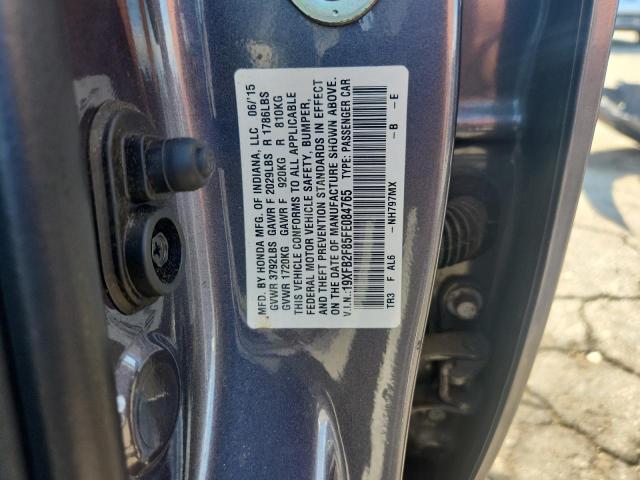 MFD. BY HONDA MFG. OF INDIANA, LLC 06/'15
GVWR 3792LBS GAWR F 2029LBS R 1786LBS
GVWR 1720KG GAWR F 920KG R 810KG
THIS VEHICLE CONFORMS TO ALL APPLICABLE
FEDERAL MOTOR VEHICLE SAFETY, BUMPER,
AND THEFT PREVENTION STANDARDS IN EFFECT
ON THE DATE OF MANUFACTURE SHOWN ABOVE.
V.I.N.:19XFB2F85FE084765 TYPE: PASSENGER CAR
TR3 F AL6 –NH797MX –B –E